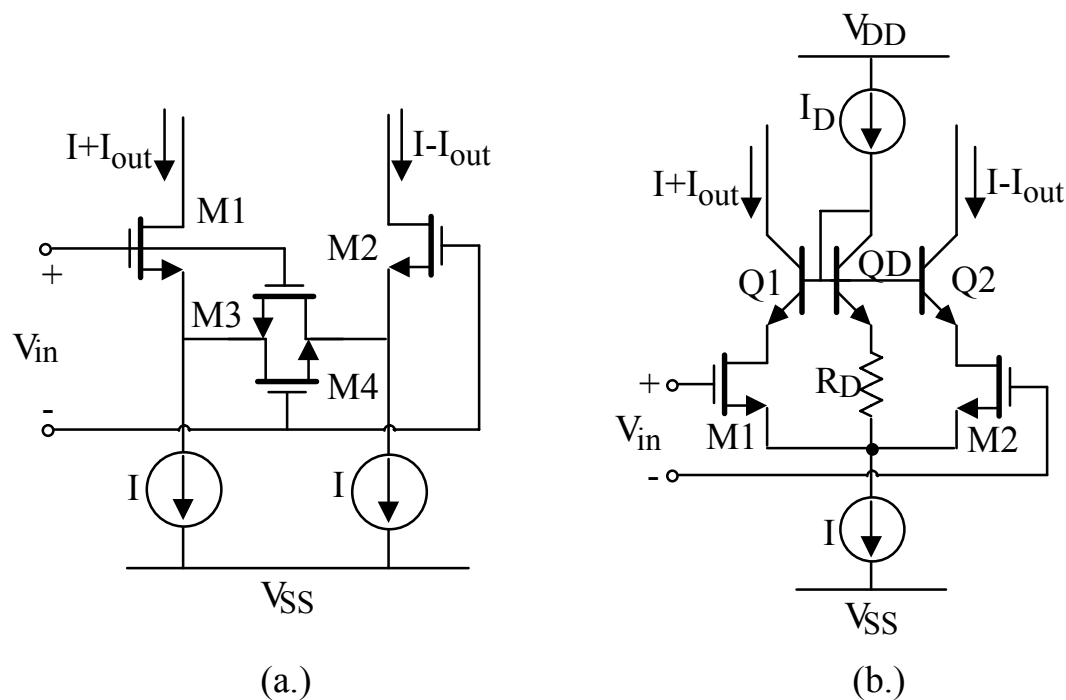 I+Iout
I-Iout
M1
M2
+
M3
Vin
M4
-
I
I
VSS
(a.)
VDD
ID
I+Iout
I-Iout
Q1
QD
Q2
RD
+
M1
M2
Vin
-
I
VSS
(b.)